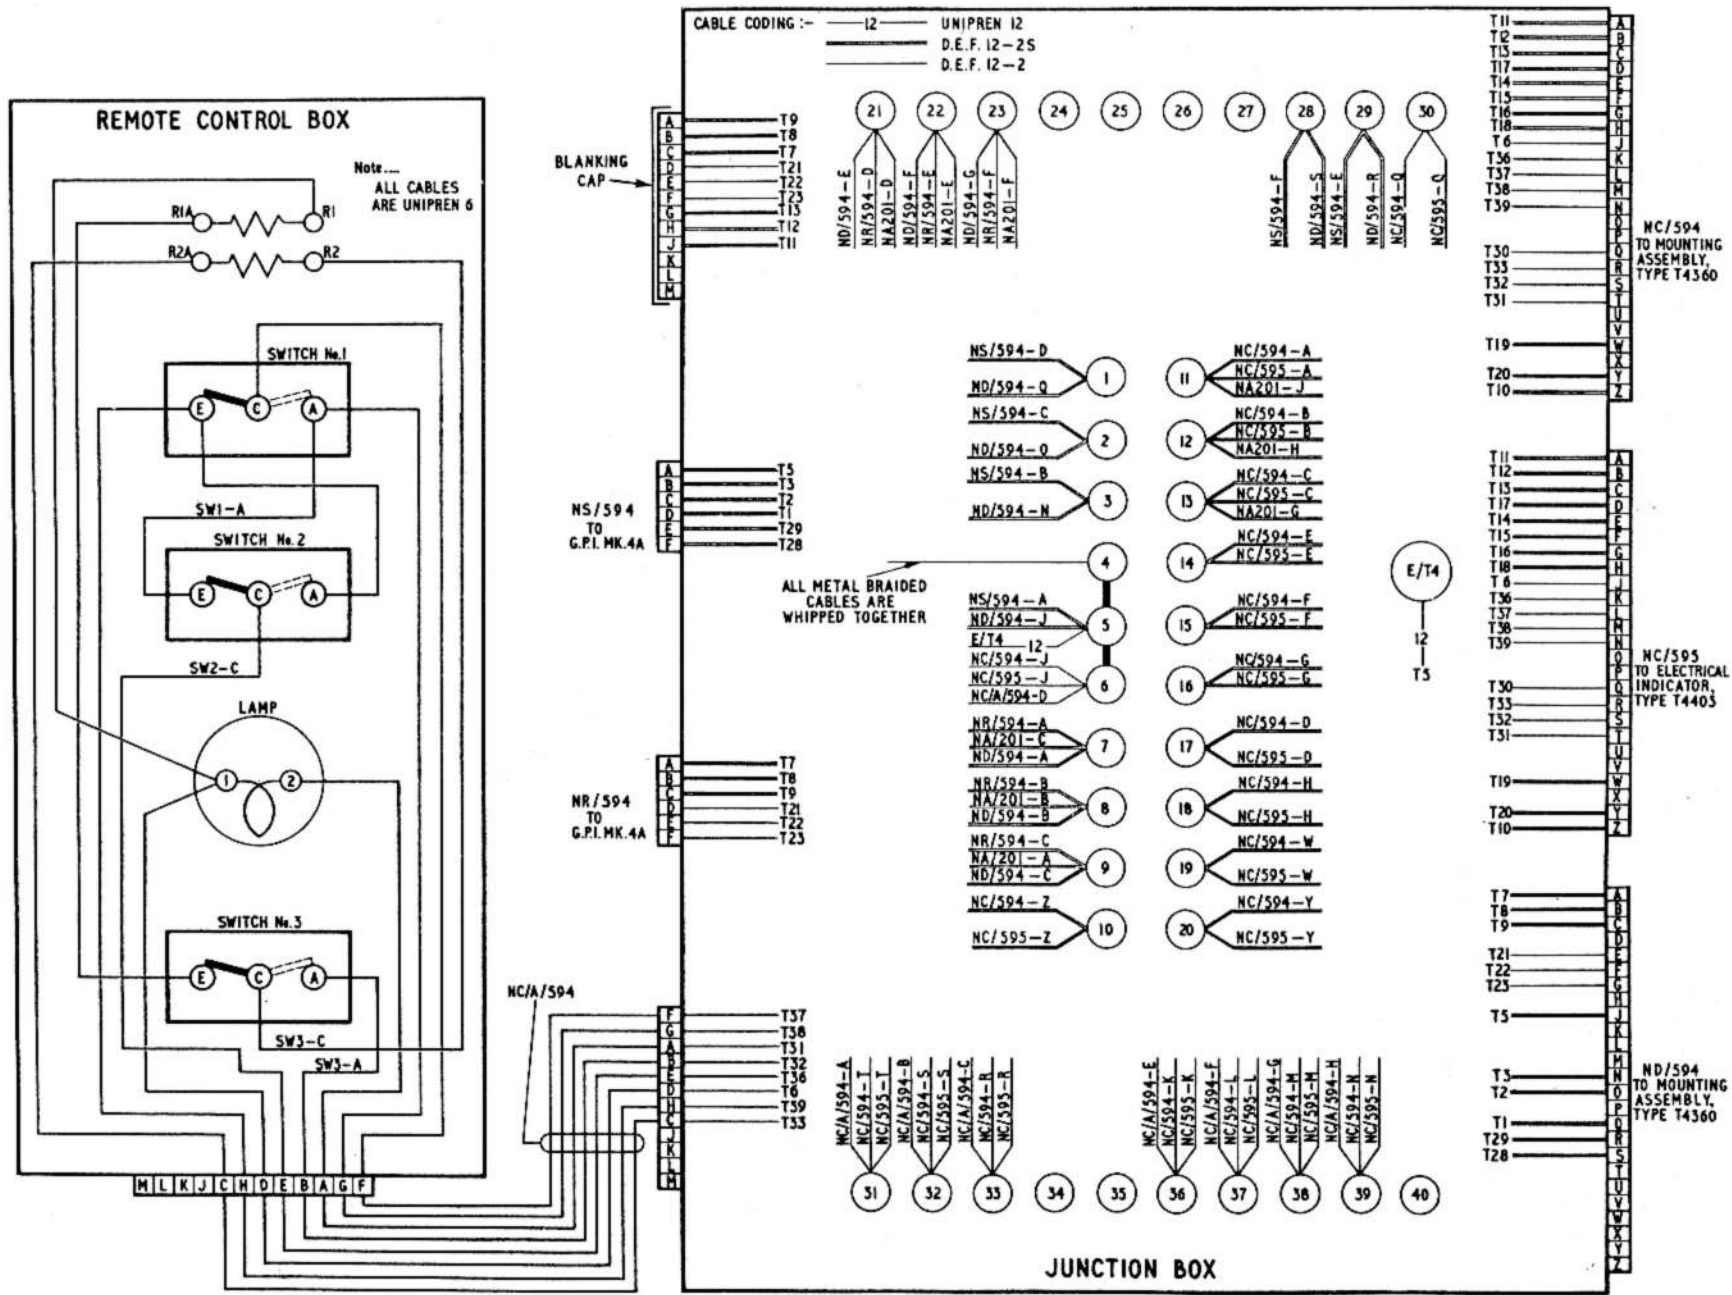 CABLE CODING :- 12 UNIPREN 12
D.E.F. 12-2S
D.E.F. 12-2
REMOTE CONTROL BOX
Note....
ALL CABLES
ARE UNIPREN 6
R1A
R1
R2A
R2
SWITCH No.1
E C A
SW1-A
SWITCH No.2
E C A
SW2-C
LAMP
1 2
SWITCH No.3
E C A
SW3-C
SW3-A
M L K J C H D E B A G F
NC/A/594
BLANKING
CAP
A T9
B T8
C T7
D T21
E T22
F T23
G T13
H T12
J T11
K
L
M
NS/594
TO
G.P.I. MK.4A
A T5
B T3
C T2
D T1
E T29
F T28
NR/594
TO
G.P.I. MK.4A
A T7
B T8
C T9
D T21
E T22
F T23
F T37
G T38
A T31
B T32
E T36
D T6
H T39
C T33
J
K
L
M
21 22 23 24 25 26 27 28 29 30
ND/594-E
NR/594-D
NA201-D
ND/594-F
NR/594-E
NA201-E
ND/594-G
NR/594-F
NA201-F
NS/594-F
ND/594-S
NS/594-E
ND/594-R
NC/594-Q
NC/595-Q
NS/594-D
MD/594-Q
1
NS/594-C
ND/594-O
2
NS/594-B
ND/594-N
3
4
ALL METAL BRAIDED
CABLES ARE
WHIPPED TOGETHER
NS/594-A
ND/594-J
E/T4 12
5
NC/594-J
NC/595-J
NC/A/594-D
6
NR/594-A
NA/201-C
ND/594-A
7
NR/594-B
NA/201-B
ND/594-B
8
NR/594-C
NA/201-A
ND/594-C
9
NC/594-Z
NC/595-Z
10
11
NC/594-A
NC/595-A
NA201-J
12
NC/594-B
NC/595-B
NA201-H
13
NC/594-C
NC/595-C
NA201-G
14
NC/594-E
NC/595-E
15
NC/594-F
NC/595-F
16
NC/594-G
NC/595-G
17
NC/594-D
NC/595-D
18
NC/594-H
NC/595-H
19
NC/594-W
NC/595-W
20
NC/594-Y
NC/595-Y
E/T4
12
T5
NC/A/594-A
NC/594-T
NC/595-T
NC/A/594-B
NC/594-S
NC/595-S
NC/A/594-C
NC/594-R
NC/595-R
NC/A/594-E
NC/594-K
NC/595-K
NC/A/594-F
NC/594-L
NC/595-L
NC/A/594-G
NC/594-M
NC/595-M
NC/A/594-H
NC/594-N
NC/595-N
31 32 33 34 35 36 37 38 39 40
JUNCTION BOX
T11 A
T12 B
T13 C
T17 D
T14 E
T15 F
T16 G
T18 H
T6 J
T36 K
T37 L
T38 M
T39 N
O
P
T30 Q
T33 R
T32 S
T31 T
U
V
T19 W
X
T20 Y
T10 Z
NC/594
TO MOUNTING
ASSEMBLY,
TYPE T4360
T11 A
T12 B
T13 C
T17 D
T14 E
T15 F
T16 G
T18 H
T6 J
T36 K
T37 L
T38 M
T39 N
O
P
T30 Q
T33 R
T32 S
T31 T
U
V
T19 W
X
T20 Y
T10 Z
NC/595
TO ELECTRICAL
INDICATOR,
TYPE T4403
T7 A
T8 B
T9 C
D
T21 E
T22 F
T23 G
H
T5 J
K
L
M
T3 N
T2 O
P
T1 Q
T29 R
T28 S
T
U
V
W
X
Y
Z
ND/594
TO MOUNTING
ASSEMBLY,
TYPE T4360